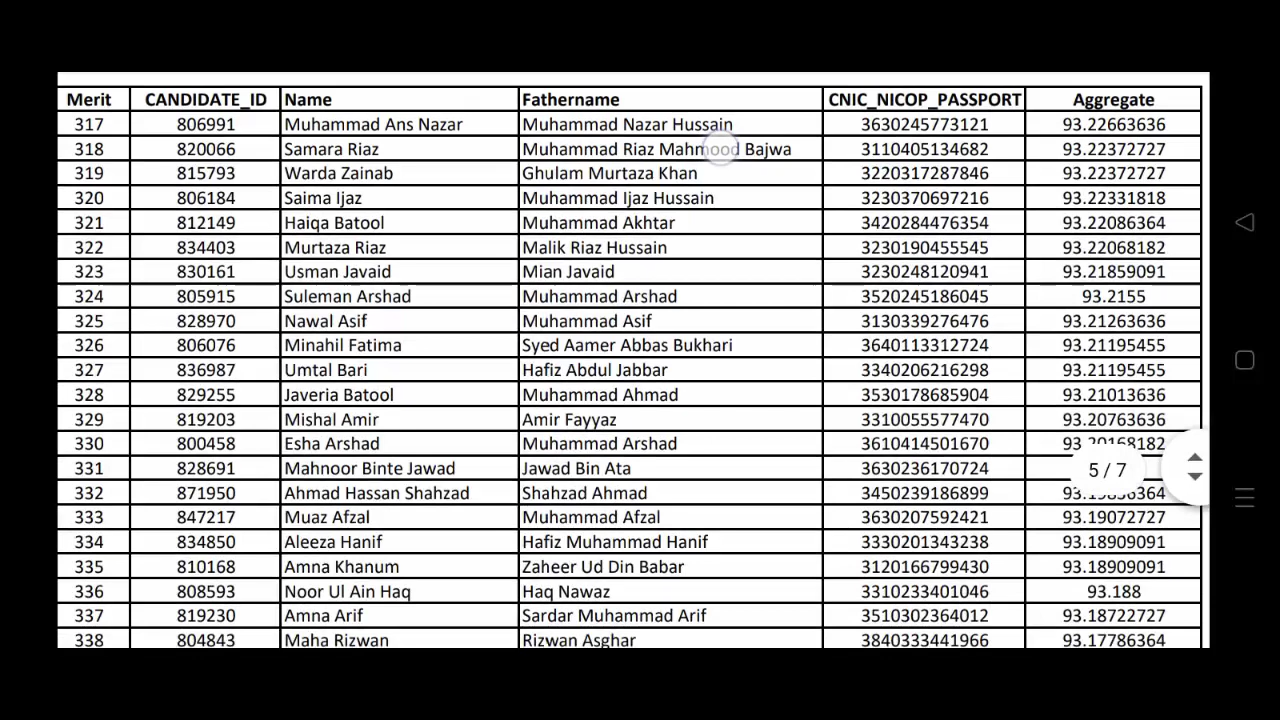 Merit CANDIDATE_ID Name Fathername CNIC_NICOP_PASSPORT Aggregate
317 806991 Muhammad Ans Nazar Muhammad Nazar Hussain 3630245773121 93.22663636
318 820066 Samara Riaz Muhammad Riaz Mahmood Bajwa 3110405134682 93.22372727
319 815793 Warda Zainab Ghulam Murtaza Khan 3220317287846 93.22372727
320 806184 Saima Ijaz Muhammad Ijaz Hussain 3230370697216 93.22331818
321 812149 Haiqa Batool Muhammad Akhtar 3420284476354 93.22086364
322 834403 Murtaza Riaz Malik Riaz Hussain 3230190455545 93.22068182
323 830161 Usman Javaid Mian Javaid 3230248120941 93.21859091
324 805915 Suleman Arshad Muhammad Arshad 3520245186045 93.2155
325 828970 Nawal Asif Muhammad Asif 3130339276476 93.21263636
326 806076 Minahil Fatima Syed Aamer Abbas Bukhari 3640113312724 93.21195455
327 836987 Umtal Bari Hafiz Abdul Jabbar 3340206216298 93.21195455
328 829255 Javeria Batool Muhammad Ahmad 3530178685904 93.21013636
329 819203 Mishal Amir Amir Fayyaz 3310055577470 93.20763636
330 800458 Esha Arshad Muhammad Arshad 3610414501670 93.20168182
331 828691 Mahnoor Binte Jawad Jawad Bin Ata 3630236170724
5 / 7
332 871950 Ahmad Hassan Shahzad Shahzad Ahmad 3450239186899
333 847217 Muaz Afzal Muhammad Afzal 3630207592421 93.19072727
334 834850 Aleeza Hanif Hafiz Muhammad Hanif 3330201343238 93.18909091
335 810168 Amna Khanum Zaheer Ud Din Babar 3120166799430 93.18909091
336 808593 Noor Ul Ain Haq Haq Nawaz 3310233401046 93.188
337 819230 Amna Arif Sardar Muhammad Arif 3510302364012 93.18722727
338 804843 Maha Rizwan Rizwan Asghar 3840333441966 93.17786364